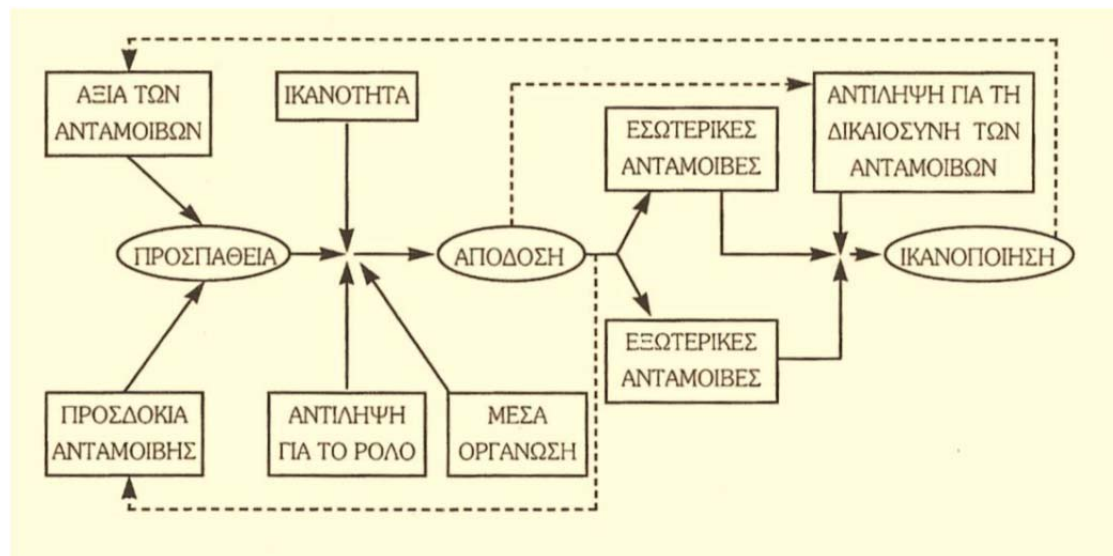 ΑΞΙΑ ΤΩΝ
ΑΝΤΑΜΟΙΒΩΝ
ΙΚΑΝΟΤΗΤΑ
ΕΣΩΤΕΡΙΚΕΣ
ΑΝΤΑΜΟΙΒΕΣ
ΑΝΤΙΛΗΨΗ ΓΙΑ ΤΗ
ΔΙΚΑΙΟΣΥΝΗ ΤΩΝ
ΑΝΤΑΜΟΙΒΩΝ
ΠΡΟΣΠΑΘΕΙΑ
ΑΠΟΔΟΣΗ
ΙΚΑΝΟΠΟΙΗΣΗ
ΕΞΩΤΕΡΙΚΕΣ
ΑΝΤΑΜΟΙΒΕΣ
ΠΡΟΣΔΟΚΙΑ
ΑΝΤΑΜΟΙΒΗΣ
ΑΝΤΙΛΗΨΗ
ΓΙΑ ΤΟ ΡΟΛΟ
ΜΕΣΑ
ΟΡΓΑΝΩΣΗ